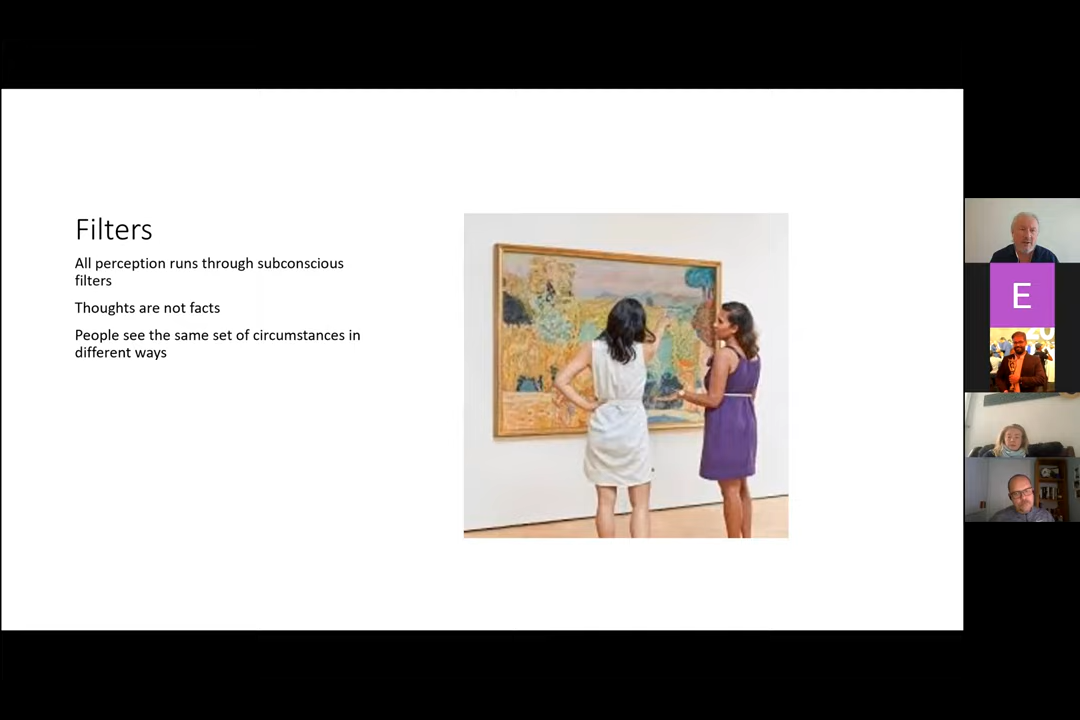 Filters
All perception runs through subconscious
filters
Thoughts are not facts
People see the same set of circumstances in
different ways
E